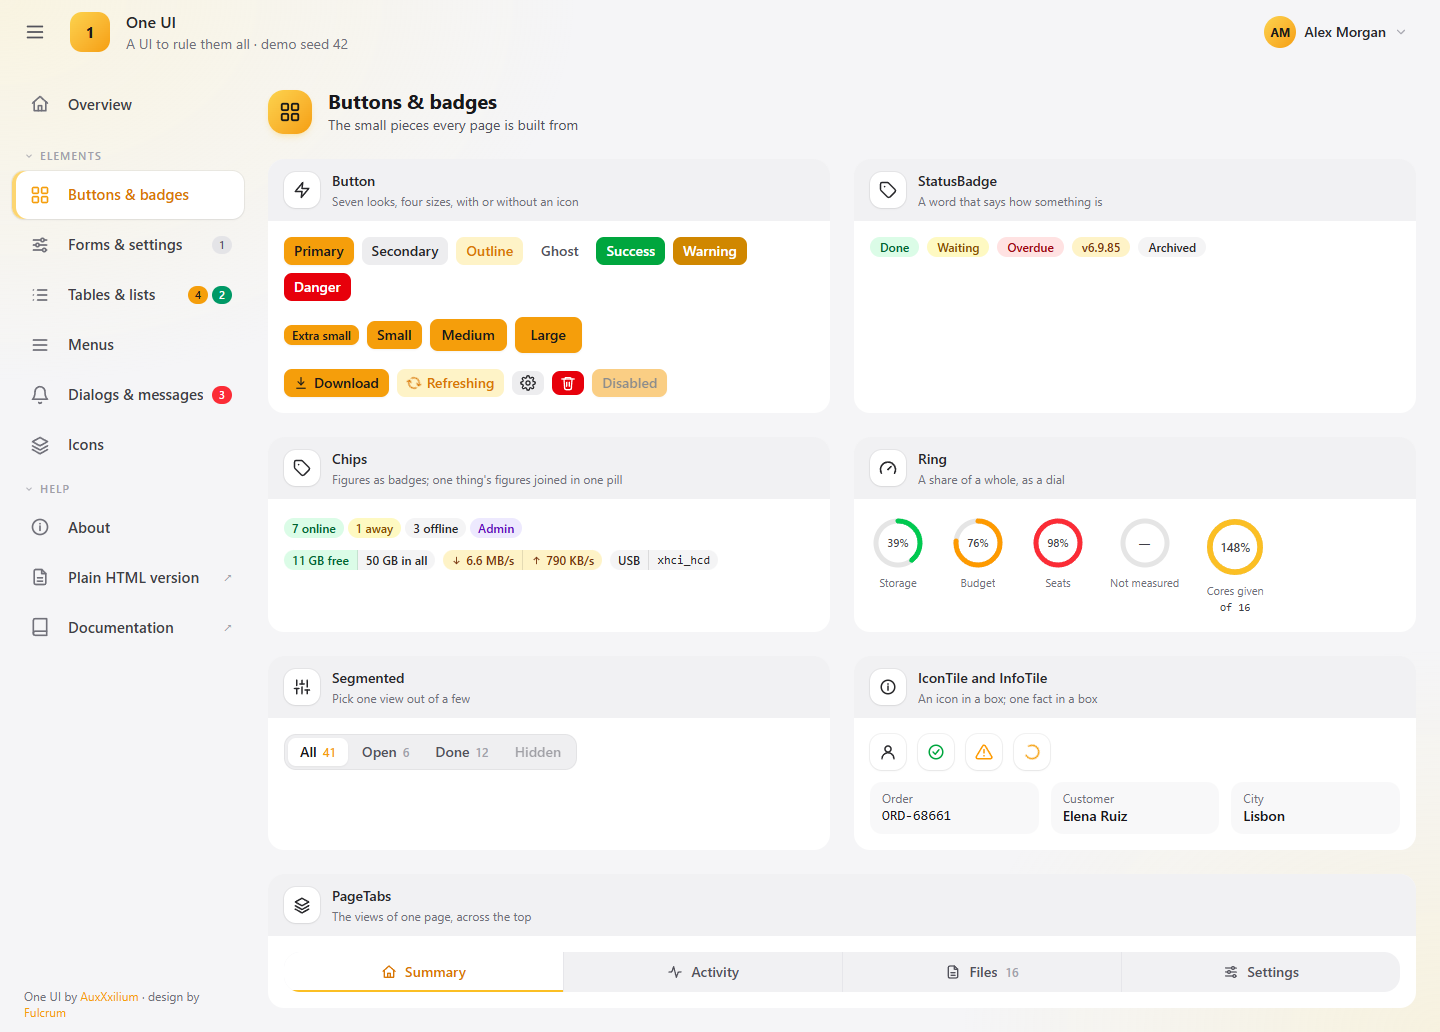 1
One UI
A UI to rule them all · demo seed 42
AM
Alex Morgan
Overview
ELEMENTS
Buttons & badges
Forms & settings 1
Tables & lists 4 2
Menus
Dialogs & messages 3
Icons
HELP
About
Plain HTML version ↗
Documentation ↗
One UI by AuxXxilium · design by
Fulcrum
Buttons & badges
The small pieces every page is built from
Button
Seven looks, four sizes, with or without an icon
Primary Secondary Outline Ghost Success Warning
Danger
Extra small Small Medium Large
Download Refreshing Disabled
StatusBadge
A word that says how something is
Done Waiting Overdue v6.9.85 Archived
Chips
Figures as badges; one thing's figures joined in one pill
7 online 1 away 3 offline Admin
11 GB free 50 GB in all ↓ 6.6 MB/s ↑ 790 KB/s USB xhci_hcd
Ring
A share of a whole, as a dial
39% 76% 98% — 148%
Storage Budget Seats Not measured Cores given
of 16
Segmented
Pick one view out of a few
All 41 Open 6 Done 12 Hidden
IconTile and InfoTile
An icon in a box; one fact in a box
Order Customer City
ORD-68661 Elena Ruiz Lisbon
PageTabs
The views of one page, across the top
Summary Activity Files 16 Settings